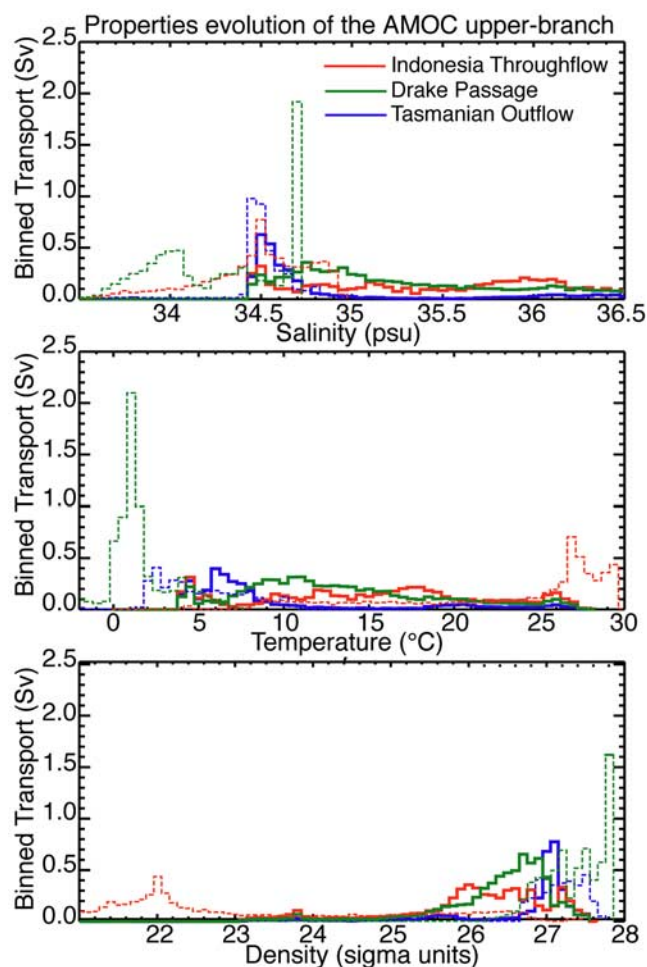 Properties evolution of the AMOC upper-branch
2.5
2.0
1.5
1.0
0.5
0.0
Binned Transport (Sv)
Indonesia Throughflow
Drake Passage
Tasmanian Outflow
34 34.5 35 35.5 36 36.5
Salinity (psu)
2.5
2.0
1.5
1.0
0.5
0.0
Binned Transport (Sv)
0 5 10 15 20 25 30
Temperature (°C)
2.5
2.0
1.5
1.0
0.5
0.0
Binned Transport (Sv)
22 23 24 25 26 27 28
Density (sigma units)